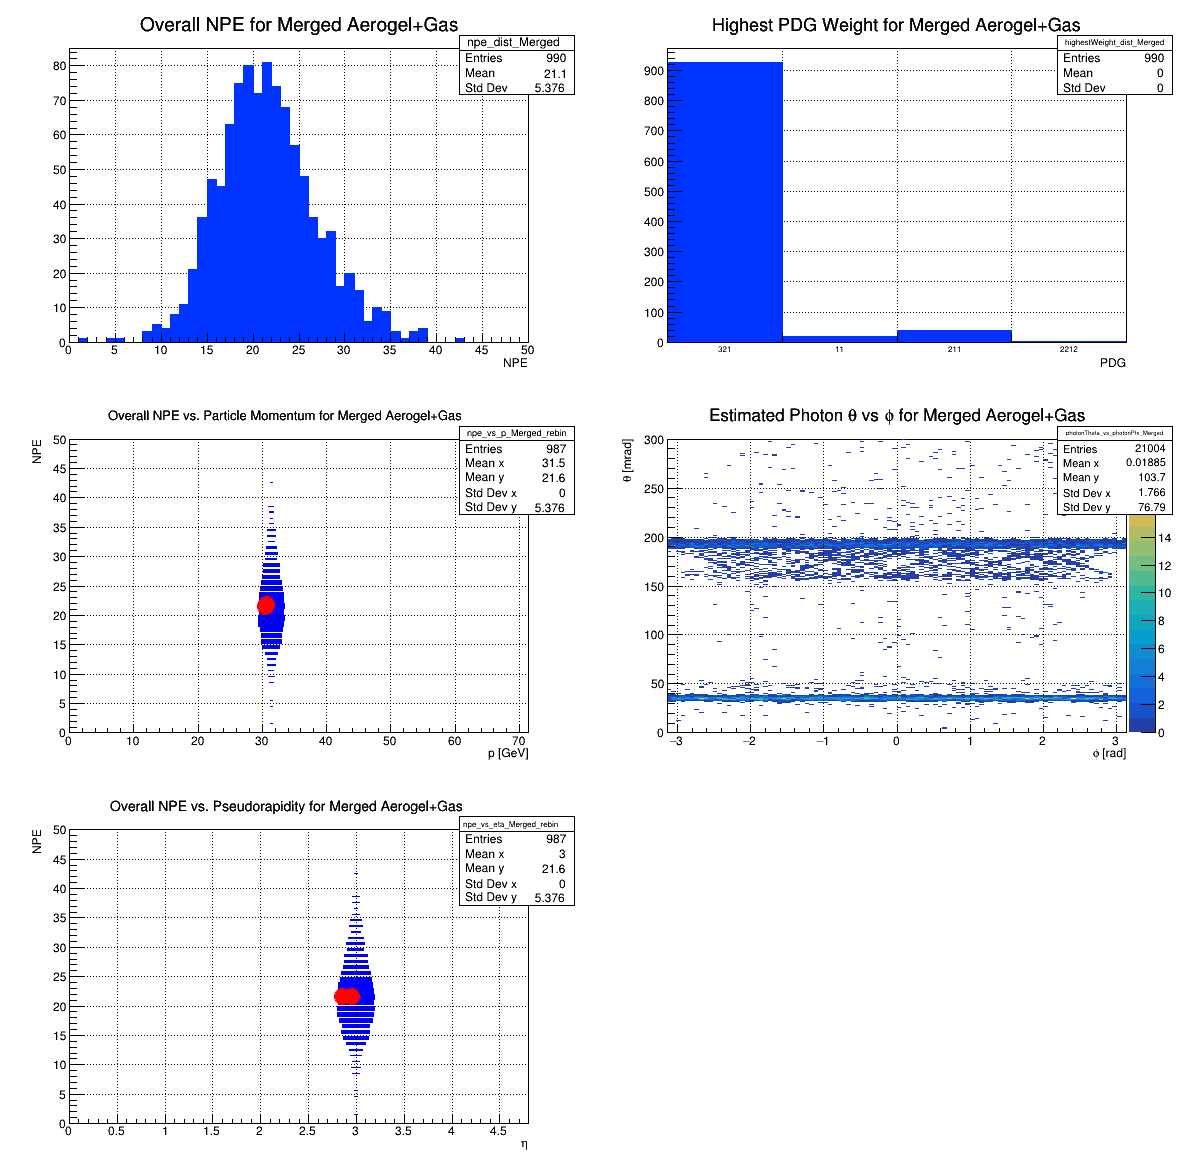 Overall NPE for Merged Aerogel+Gas
npe_dist_Merged
Entries 990
Mean 21.1
Std Dev 5.376
80
70
60
50
40
30
20
10
0
0 5 10 15 20 25 30 35 40 45 50
NPE
Highest PDG Weight for Merged Aerogel+Gas
highestWeight_dist_Merged
Entries 990
Mean 0
Std Dev 0
900
800
700
600
500
400
300
200
100
0
321 11 211 2212
PDG
Overall NPE vs. Particle Momentum for Merged Aerogel+Gas
npe_vs_p_Merged_rebin
Entries 987
Mean x 31.5
Mean y 21.6
Std Dev x 0
Std Dev y 5.376
NPE
50
45
40
35
30
25
20
15
10
5
0
0 10 20 30 40 50 60 70
p [GeV]
Estimated Photon θ vs ϕ for Merged Aerogel+Gas
photonTheta_vs_photonPhi_Merged
Entries 21004
Mean x 0.01885
Mean y 103.7
Std Dev x 1.766
Std Dev y 76.79
θ [mrad]
300
250
200
150
100
50
0
−3 −2 −1 0 1 2 3
ϕ [rad]
14
12
10
8
6
4
2
0
Overall NPE vs. Pseudorapidity for Merged Aerogel+Gas
npe_vs_eta_Merged_rebin
Entries 987
Mean x 3
Mean y 21.6
Std Dev x 0
Std Dev y 5.376
NPE
50
45
40
35
30
25
20
15
10
5
0
0 0.5 1 1.5 2 2.5 3 3.5 4 4.5
η